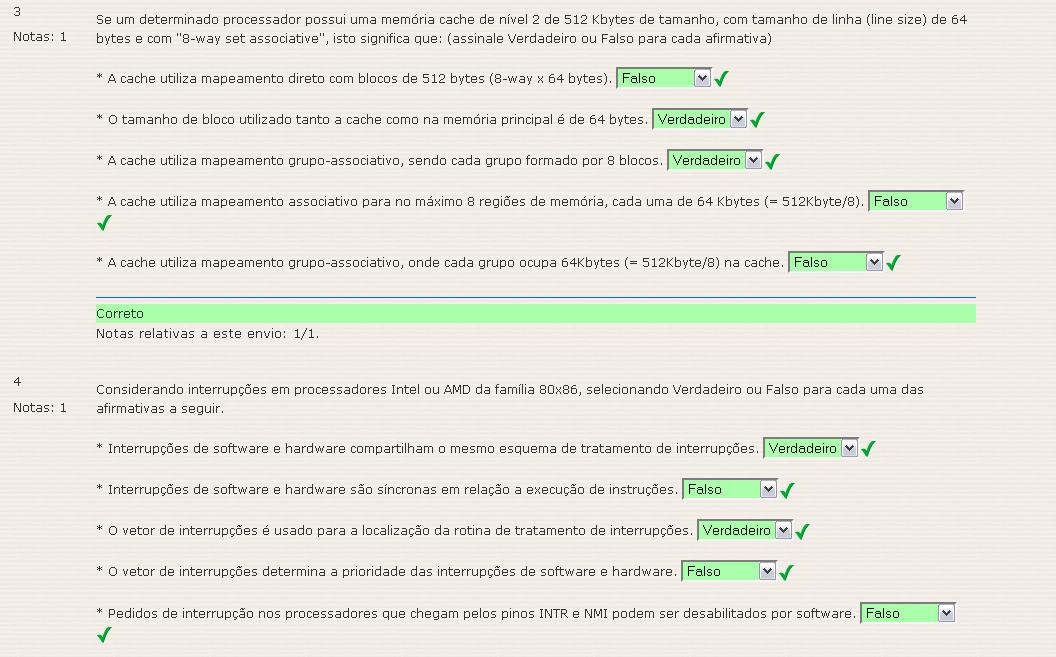 3
Notas: 1
Se um determinado processador possui uma memória cache de nível 2 de 512 Kbytes de tamanho, com tamanho de linha (line size) de 64
bytes e com "8-way set associative", isto significa que: (assinale Verdadeiro ou Falso para cada afirmativa)
* A cache utiliza mapeamento direto com blocos de 512 bytes (8-way x 64 bytes). Falso
* O tamanho de bloco utilizado tanto a cache como na memória principal é de 64 bytes. Verdadeiro
* A cache utiliza mapeamento grupo-associativo, sendo cada grupo formado por 8 blocos. Verdadeiro
* A cache utiliza mapeamento associativo para no máximo 8 regiões de memória, cada uma de 64 Kbytes (= 512Kbyte/8). Falso
* A cache utiliza mapeamento grupo-associativo, onde cada grupo ocupa 64Kbytes (= 512Kbyte/8) na cache. Falso
Correto
Notas relativas a este envio: 1/1.
4
Notas: 1
Considerando interrupções em processadores Intel ou AMD da família 80x86, selecionando Verdadeiro ou Falso para cada uma das
afirmativas a seguir.
* Interrupções de software e hardware compartilham o mesmo esquema de tratamento de interrupções. Verdadeiro
* Interrupções de software e hardware são síncronas em relação a execução de instruções. Falso
* O vetor de interrupções é usado para a localização da rotina de tratamento de interrupções. Verdadeiro
* O vetor de interrupções determina a prioridade das interrupções de software e hardware. Falso
* Pedidos de interrupção nos processadores que chegam pelos pinos INTR e NMI podem ser desabilitados por software. Falso